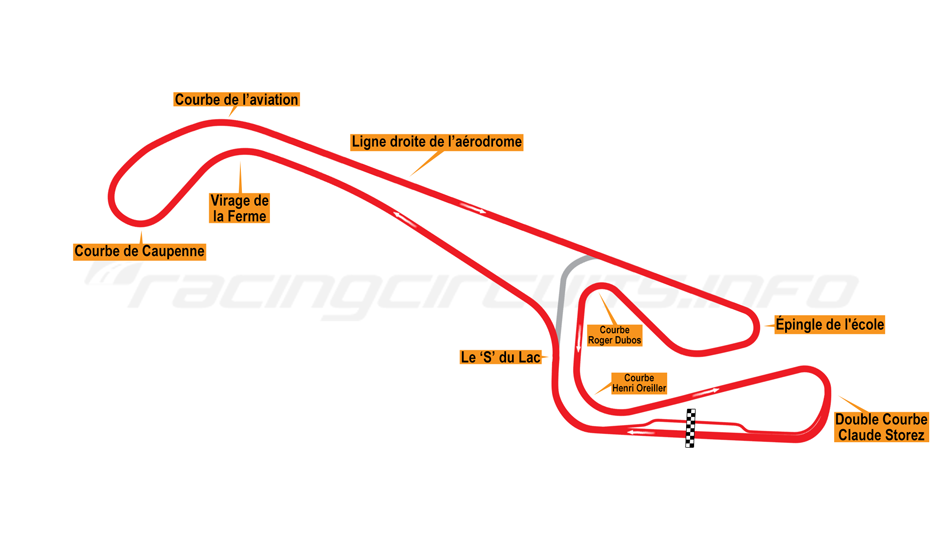 Courbe de l’aviation
Ligne droite de l’aérodrome
Virage de
la Ferme
Courbe de Caupenne
racingcircuits.info
Épingle de l'école
Courbe
Roger Dubos
Le ‘S’ du Lac
Courbe
Henri Oreiller
Double Courbe
Claude Storez